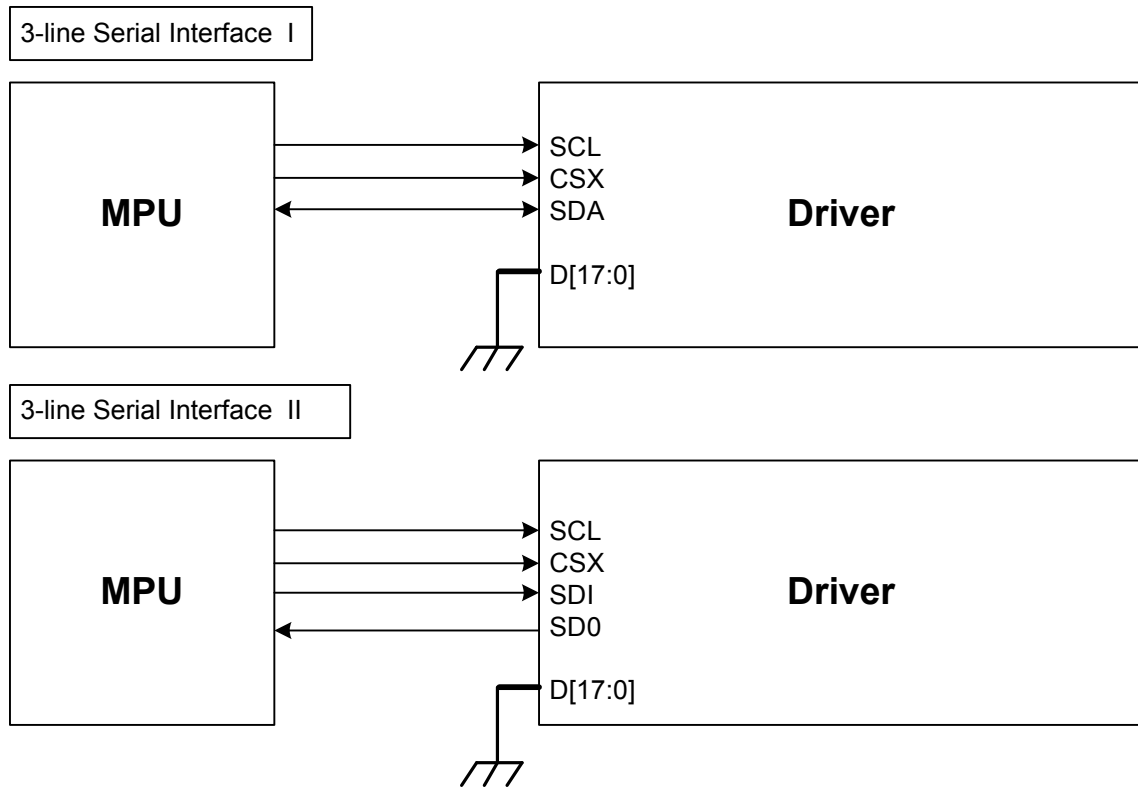 3-line Serial Interface I
MPU
SCL
CSX
SDA
D[17:0]
Driver
3-line Serial Interface II
MPU
SCL
CSX
SDI
SD0
D[17:0]
Driver